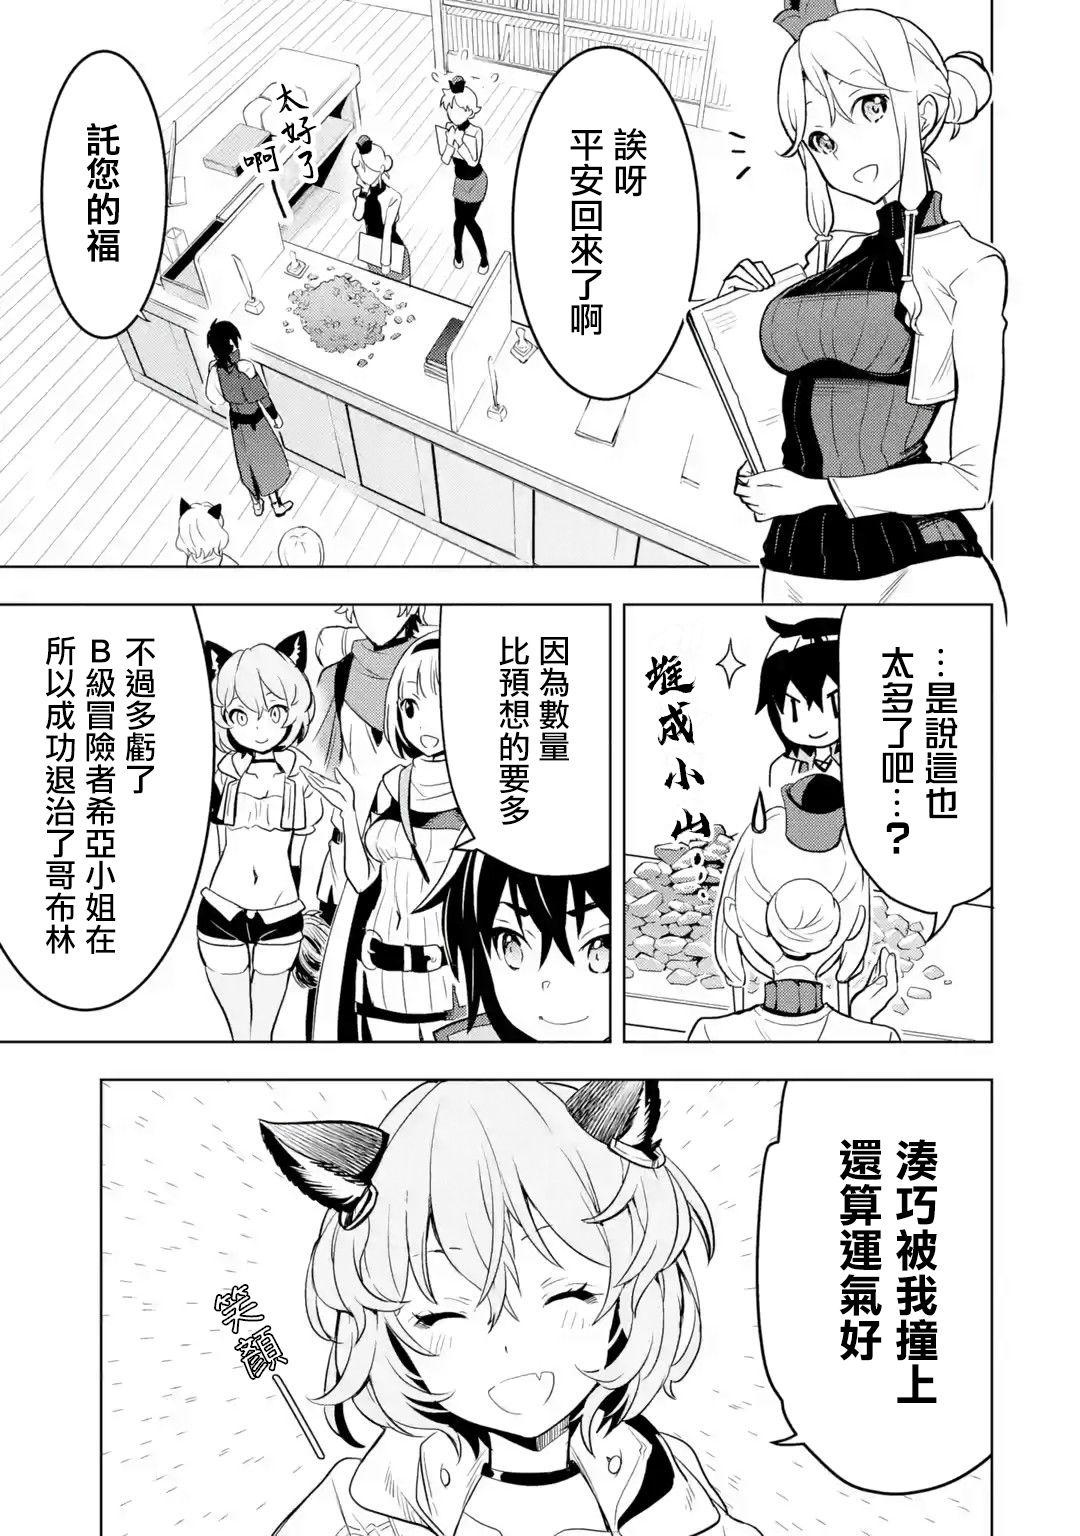 誒呀
平安回來了啊
太好了
啊
託您的福
…是說這也
太多了吧…?
堆成小山
因為數量
比預想的要多
不過多虧了
B級冒險者希亞小姐在
所以成功退治了哥布林
湊巧被我撞上
還算運氣好
笑顏